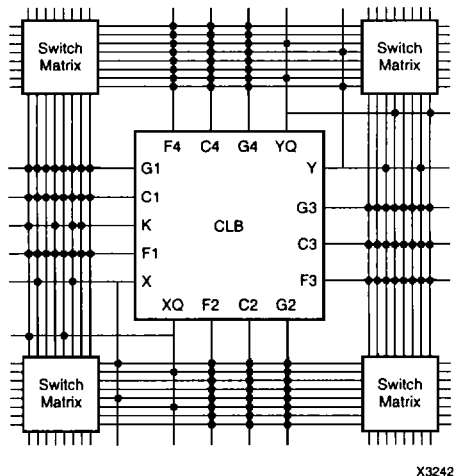 Switch
Matrix
Switch
Matrix
F4 C4 G4 YQ
G1 Y
C1 G3
K CLB
F1 C3
X F3
XQ F2 C2 G2
Switch
Matrix
Switch
Matrix
X3242